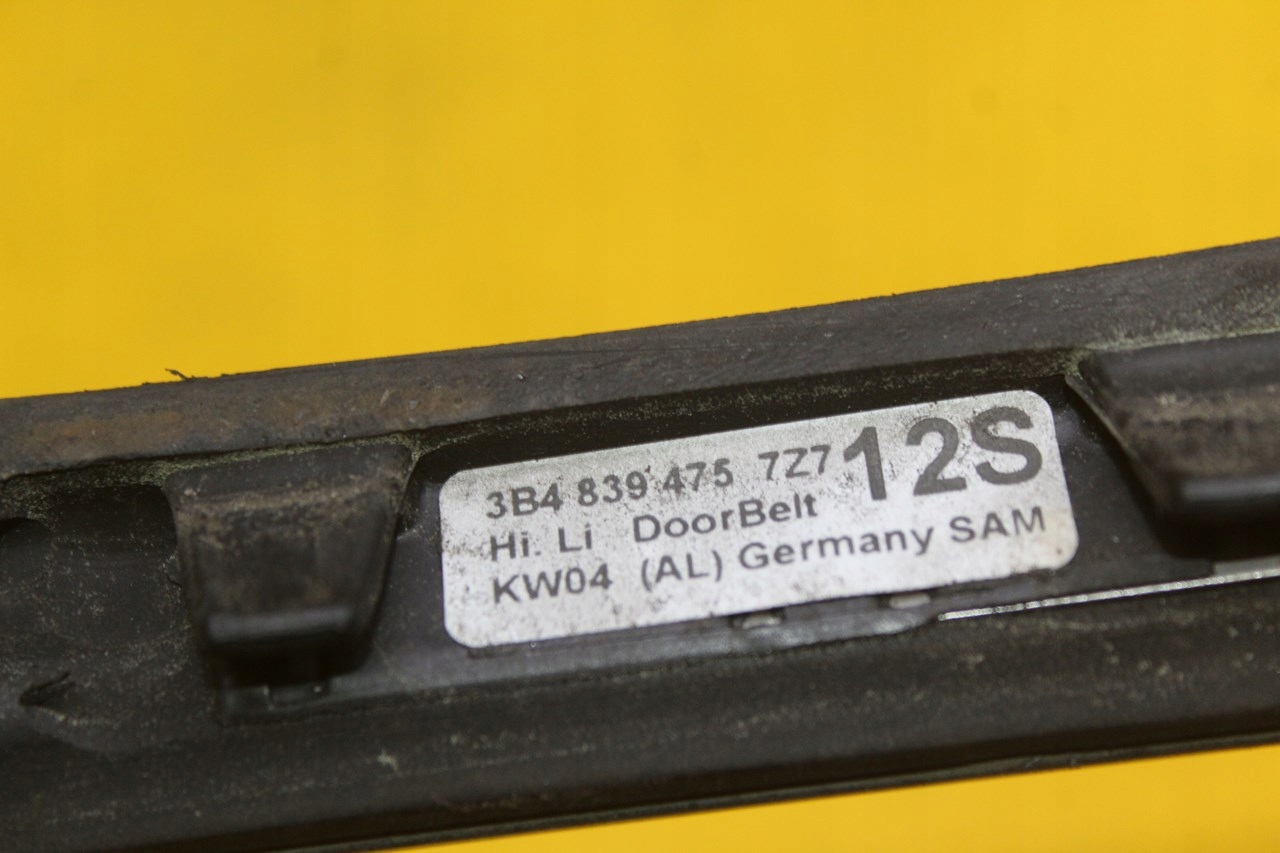 3B4 839 475 7Z7 12S
Hi. Li DoorBelt
KW04 (AL) Germany SAM